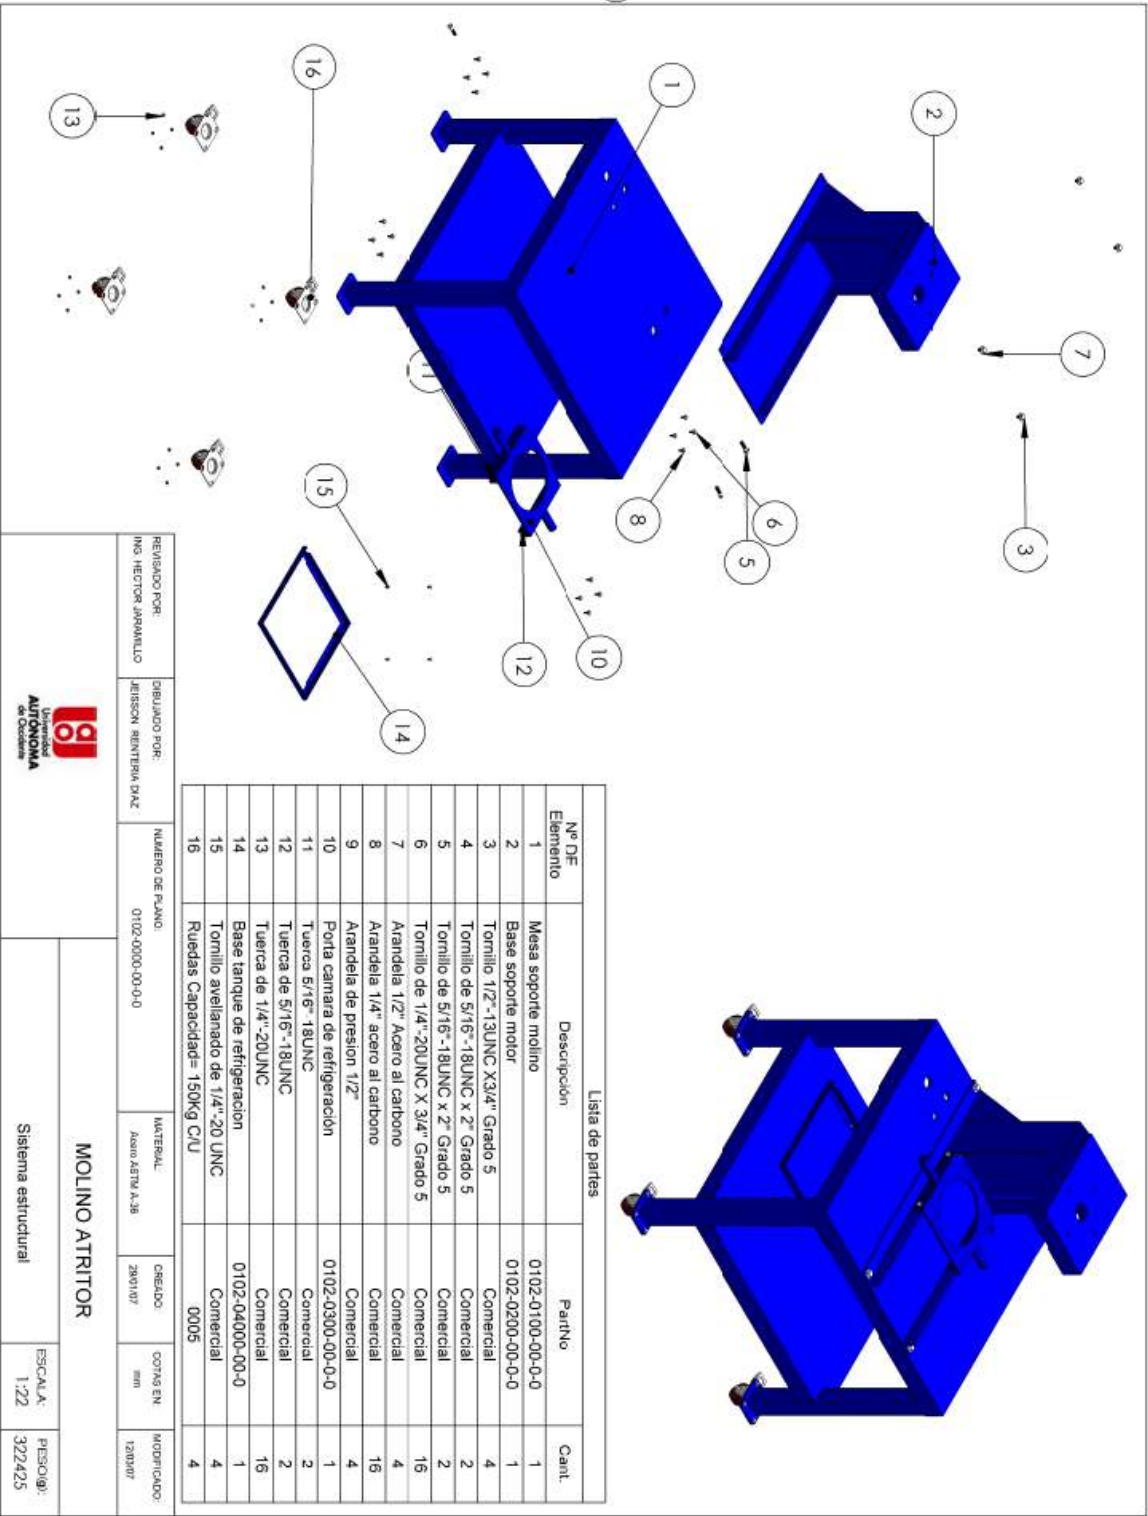 16
13
1
2
7
3
11
15
8
6
5
12
10
14
Lista de partes
Nº DE Elemento Descripción PartNo Cant.
1 Mesa soporte molino 0102-0100-00-0-0 1
2 Base soporte motor 0102-0200-00-0-0 1
3 Tornillo 1/2"-13UNC X3/4" Grado 5 Comercial 4
4 Tornillo de 5/16"-18UNC x 2" Grado 5 Comercial 2
5 Tornillo de 5/16"-18UNC x 2" Grado 5 Comercial 2
6 Tornillo de 1/4"-20UNC X 3/4" Grado 5 Comercial 16
7 Arandela 1/2" Acero al carbono Comercial 4
8 Arandela 1/4" acero al carbono Comercial 16
9 Arandela de presion 1/2" Comercial 4
10 Porta camara de refrigeración 0102-0300-00-0-0 1
11 Tuerca 5/16"-18UNC Comercial 2
12 Tuerca de 5/16"-18UNC Comercial 2
13 Tuerca de 1/4"-20UNC Comercial 16
14 Base tanque de refrigeracion 0102-04000-00-0 1
15 Tornillo avellanado de 1/4"-20 UNC Comercial 4
16 Ruedas Capacidad= 150Kg C/U 0005 4
REVISADO POR: DIBUJADO POR: NUMERO DE PLANO: MATERIAL: CREADO: COTAS EN: MODIFICADO:
ING. HECTOR JARAMILLO JEISSON RENTERIA DIAZ 0102-0000-00-0-0 Acero ASTM A-36 29/01/07 mm 12/03/07
Universidad
AUTÓNOMA
de Occidente
MOLINO ATRITOR
Sistema estructural
ESCALA: PESO(g):
1:22 322425